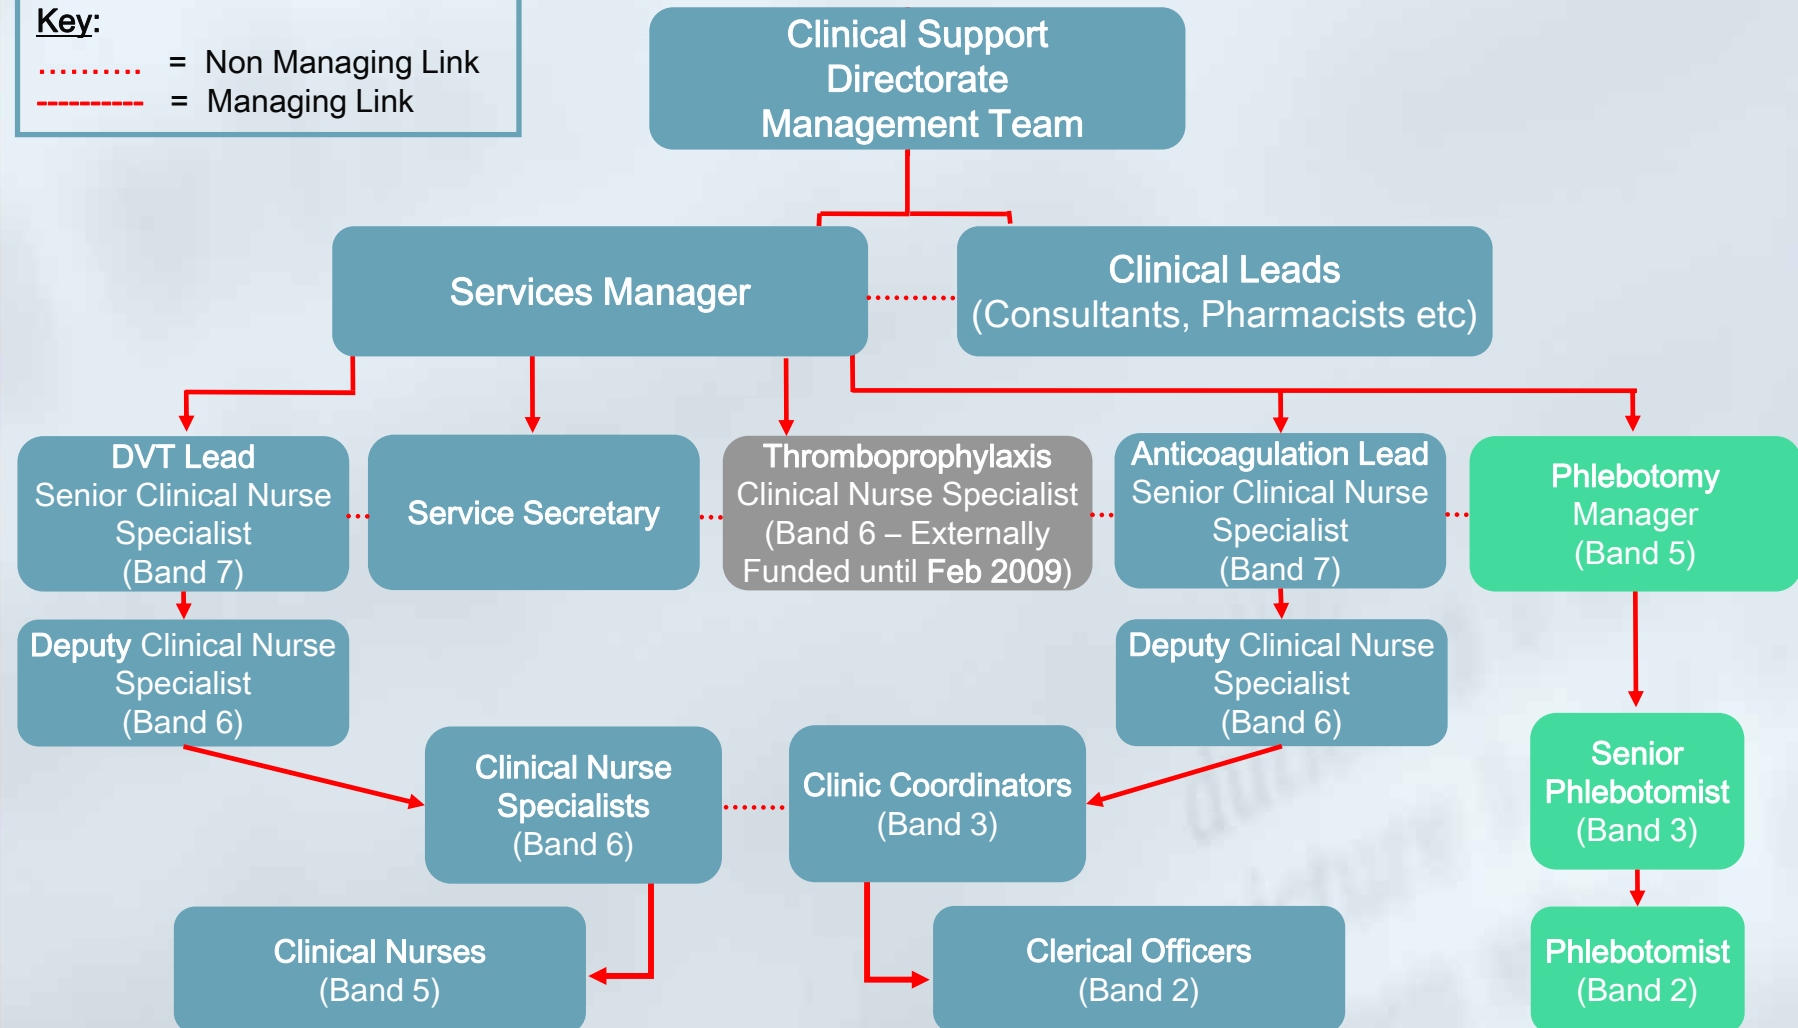 Key:
= Non Managing Link
= Managing Link
Clinical Support
Directorate
Management Team
Services Manager
Clinical Leads
(Consultants, Pharmacists etc)
DVT Lead
Senior Clinical Nurse
Specialist
(Band 7)
Service Secretary
Thromboprophylaxis
Clinical Nurse Specialist
(Band 6 – Externally
Funded until Feb 2009)
Anticoagulation Lead
Senior Clinical Nurse
Specialist
(Band 7)
Phlebotomy
Manager
(Band 5)
Deputy Clinical Nurse
Specialist
(Band 6)
Deputy Clinical Nurse
Specialist
(Band 6)
Clinical Nurse
Specialists
(Band 6)
Clinic Coordinators
(Band 3)
Senior
Phlebotomist
(Band 3)
Clinical Nurses
(Band 5)
Clerical Officers
(Band 2)
Phlebotomist
(Band 2)